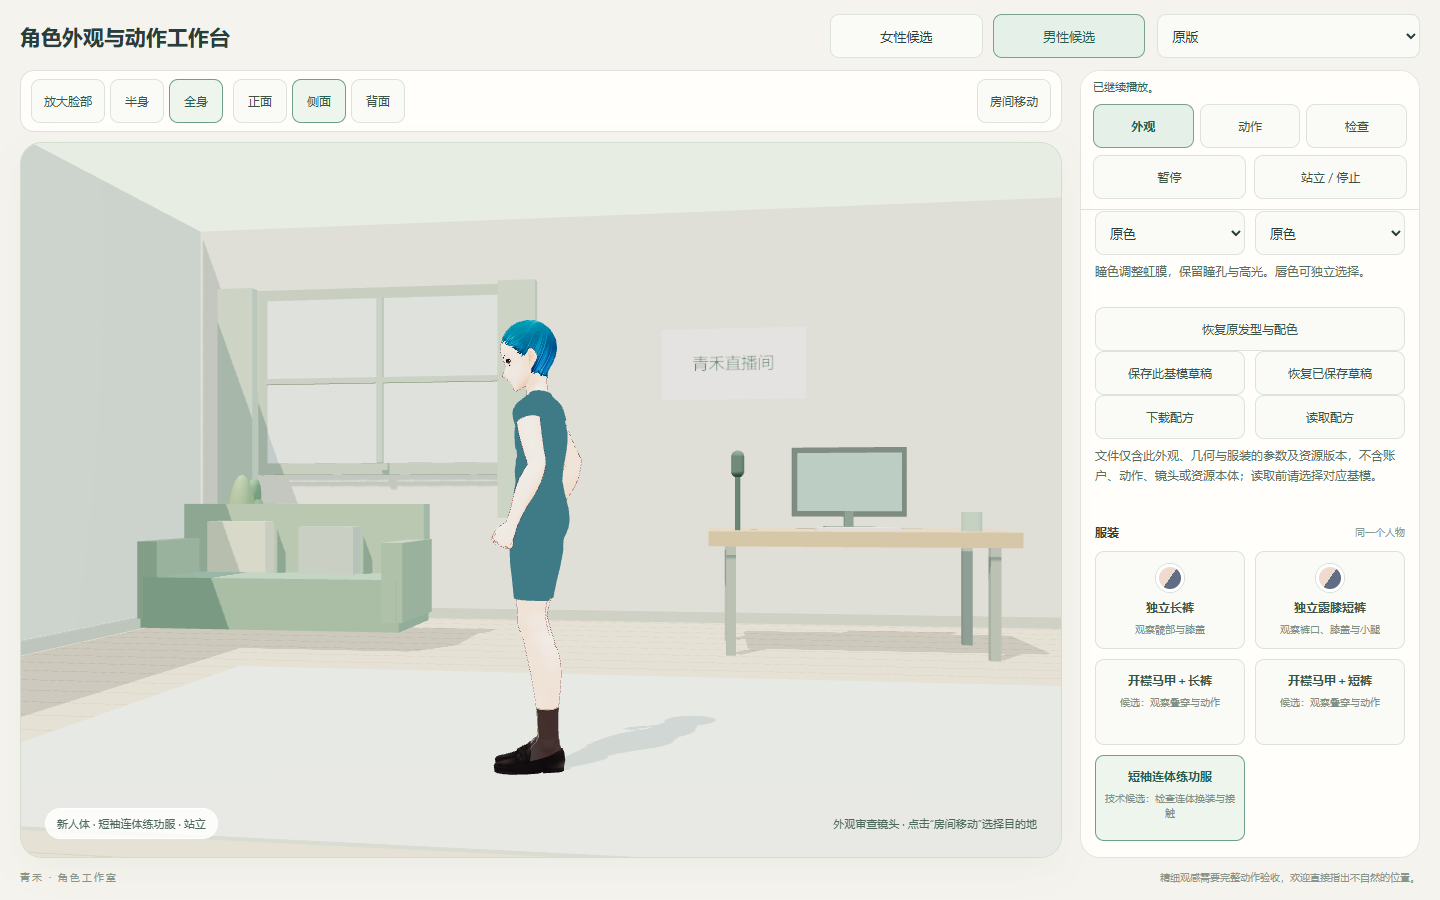 角色外观与动作工作台
女性候选
男性候选
原版
放大脸部
半身
全身
正面
侧面
背面
房间移动
已继续播放。
外观
动作
检查
暂停
站立 / 停止
原色
原色
瞳色调整虹膜，保留瞳孔与高光。唇色可独立选择。
恢复原发型与配色
保存此基模草稿
恢复已保存草稿
下载配方
读取配方
文件仅含此外观、几何与服装的参数及资源版本，不含账
户、动作、镜头或资源本体；读取前请选择对应基模。
服装
同一个人物
独立长裤
观察髋部与膝盖
独立露膝短裤
观察裤口、膝盖与小腿
开襟马甲 + 长裤
候选：观察叠穿与动作
开襟马甲 + 短裤
候选：观察叠穿与动作
短袖连体练功服
技术候选：检查连体换装与接
触
青禾直播间
新人体 · 短袖连体练功服 · 站立
外观审查镜头 · 点击“房间移动”选择目的地
青禾 · 角色工作室
精细观感需要完整动作验收，欢迎直接指出不自然的位置。